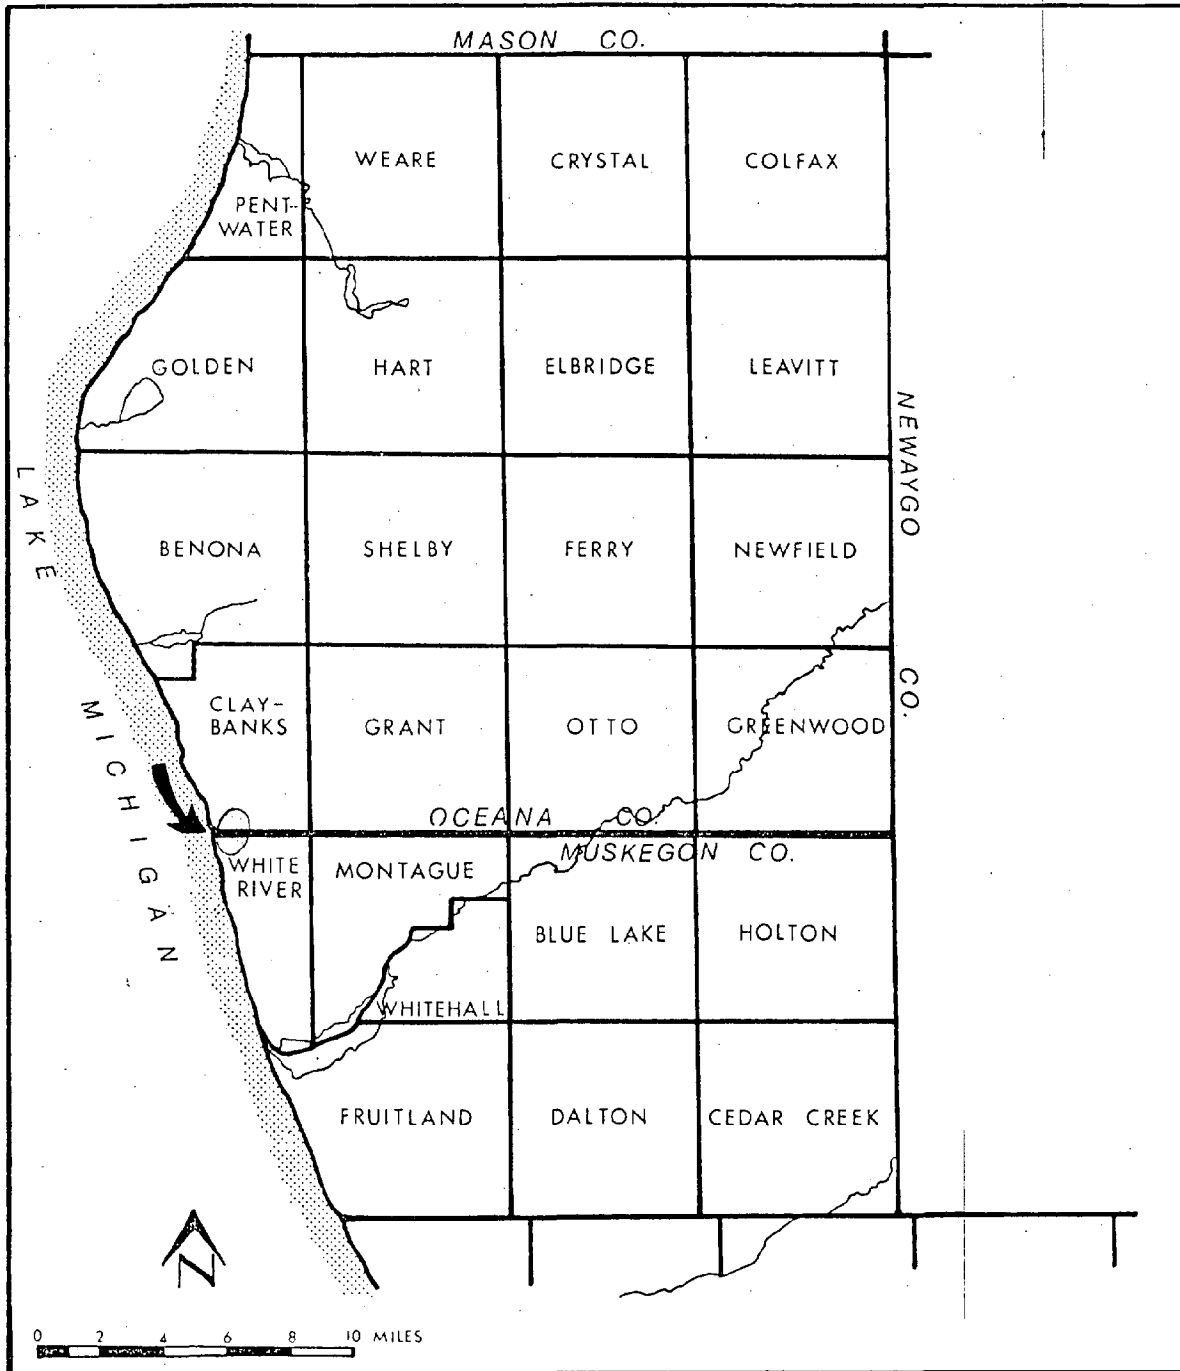 MASON CO.
WEARE CRYSTAL COLFAX
PENT-
WATER
GOLDEN HART ELBRIDGE LEAVITT
NEWAYGO CO.
LAKE MICHIGAN
BENONA SHELBY FERRY NEWFIELD
CLAY-
BANKS
GRANT OTTO GREENWOOD
OCEANA CO.
MUSKEGON CO.
WHITE
RIVER
MONTAGUE
BLUE LAKE HOLTON
WHITEHALL
FRUITLAND DALTON CEDAR CREEK
N
0 2 4 6 8 10 MILES